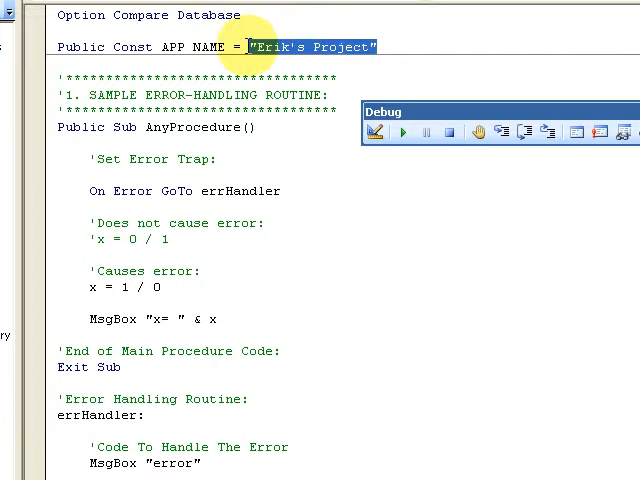 Option Compare Database
Public Const APP_NAME = "Erik's Project"
'**********************************
'1. SAMPLE ERROR-HANDLING ROUTINE:
'**********************************
Debug
Public Sub AnyProcedure()
'Set Error Trap:
On Error GoTo errHandler
'Does not cause error:
'x = 0 / 1
'Causes error:
x = 1 / 0
MsgBox "x= " & x
ry
'End of Main Procedure Code:
Exit Sub
'Error Handling Routine:
errHandler:
'Code To Handle The Error
MsgBox "error"